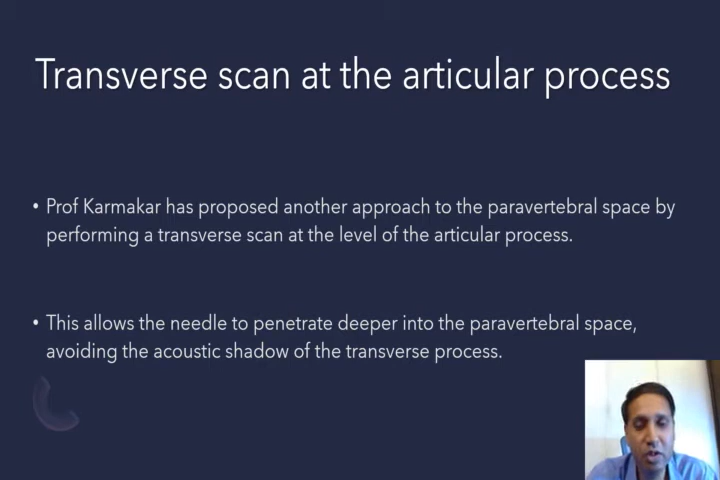 Transverse scan at the articular process
• Prof Karmakar has proposed another approach to the paravertebral space by
performing a transverse scan at the level of the articular process.
• This allows the needle to penetrate deeper into the paravertebral space,
avoiding the acoustic shadow of the transverse process.